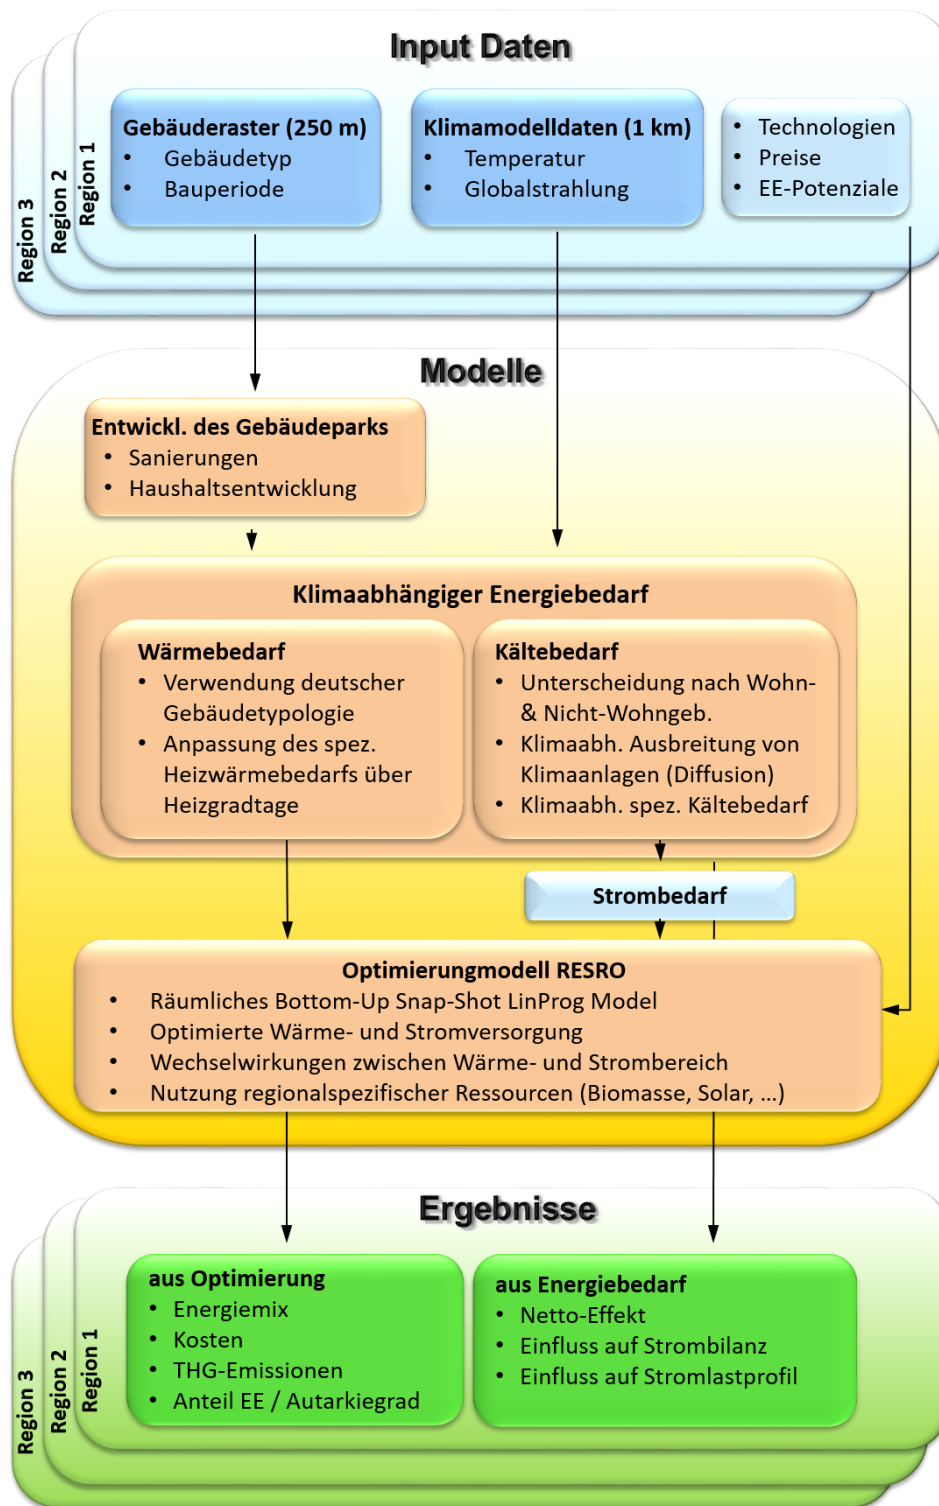 Input Daten
Region 3
Region 2
Region 1
Gebäuderaster (250 m)
• Gebäudetyp
• Bauperiode
Klimamodelldaten (1 km)
• Temperatur
• Globalstrahlung
• Technologien
• Preise
• EE-Potenziale
Modelle
Entwickl. des Gebäudeparks
• Sanierungen
• Haushaltsentwicklung
Klimaabhängiger Energiebedarf
Wärmebedarf
• Verwendung deutscher
Gebäudetypologie
• Anpassung des spez.
Heizwärmebedarfs über
Heizgradtage
Kältebedarf
• Unterscheidung nach Wohn-
& Nicht-Wohngeb.
• Klimaabh. Ausbreitung von
Klimaanlagen (Diffusion)
• Klimaabh. spez. Kältebedarf
Strombedarf
Optimierungmodell RESRO
• Räumliches Bottom-Up Snap-Shot LinProg Model
• Optimierte Wärme- und Stromversorgung
• Wechselwirkungen zwischen Wärme- und Strombereich
• Nutzung regionalspezifischer Ressourcen (Biomasse, Solar, ...)
Ergebnisse
Region 3
Region 2
Region 1
aus Optimierung
• Energiemix
• Kosten
• THG-Emissionen
• Anteil EE / Autarkiegrad
aus Energiebedarf
• Netto-Effekt
• Einfluss auf Strombilanz
• Einfluss auf Stromlastprofil